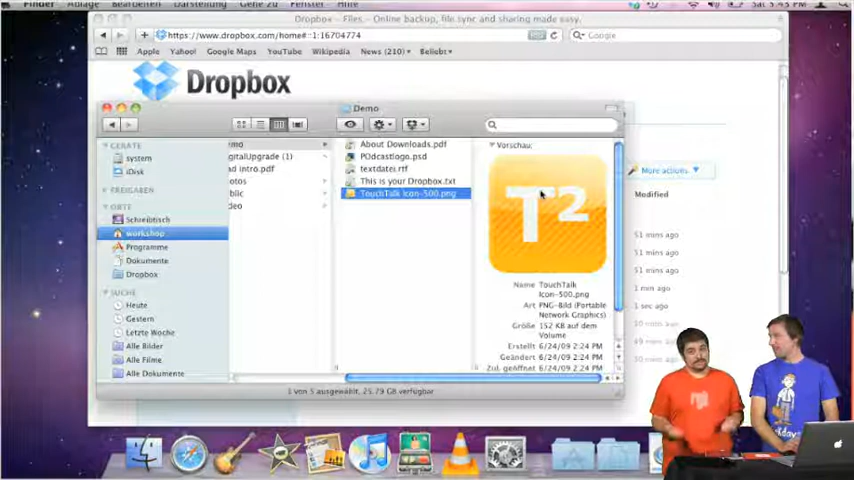 Finder Ablage Bearbeiten Darstellung Gehe zu Fenster Hilfe
Sat 5:45 PM
Dropbox – Files – Online backup, file sync and sharing made easy.
https://www.dropbox.com/home#::1:16704774
Google
Apple Yahoo! Google Maps YouTube Wikipedia News (210) Beliebt
Dropbox
More actions
Modified
51 mins ago
51 mins ago
51 mins ago
1 min ago
1 sec ago
Demo
GERÄTE
system
iDisk
FREIGABEN
ORTE
Schreibtisch
workshop
Programme
Dokumente
Dropbox
SUCHE
Heute
Gestern
Letzte Woche
Alle Bilder
Alle Filme
Alle Dokumente
mo
igitalUpgrade (1)
ad intro.pdf
otos
blic
deo
About Downloads.pdf
POdcastlogo.psd
textdatei.rtf
This is your Dropbox.txt
TouchTalk Icon-500.png
Vorschau:
T2
Name TouchTalk
Icon-500.png
Art PNG-Bild (Portable
Network Graphics)
Größe 152 KB auf dem
Volume
Erstellt 6/24/09 2:24 PM
Geändert 6/24/09 2:24 PM
Zul. geöffnet 6/24/09 2:24 PM
1 von 5 ausgewählt, 25.79 GB verfügbar